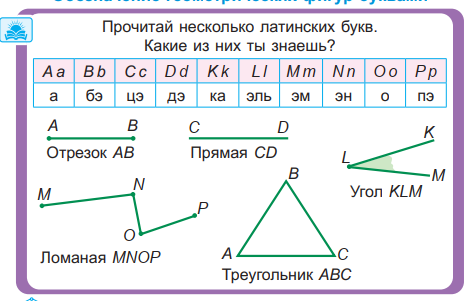 Прочитай несколько латинских букв.
Какие из них ты знаешь?
A a B b C c D d K k L l M m N n O o P p
а бэ цэ дэ ка эль эм эн о пэ
A B
Отрезок AB
C D
Прямая CD
K
L
M
Угол KLM
M N
O P
Ломаная MNOP
B
A C
Треугольник ABC